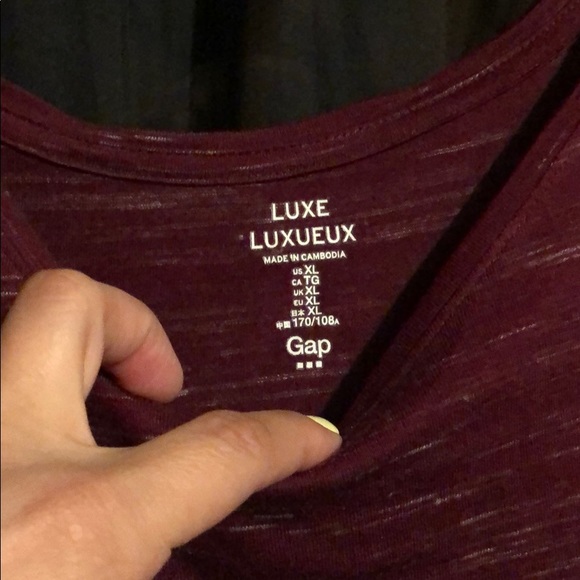 LUXE
LUXUEUX
MADE IN CAMBODIA
US XL
CA TG
UK XL
EU XL
日本 XL
中国 170/108A
Gap